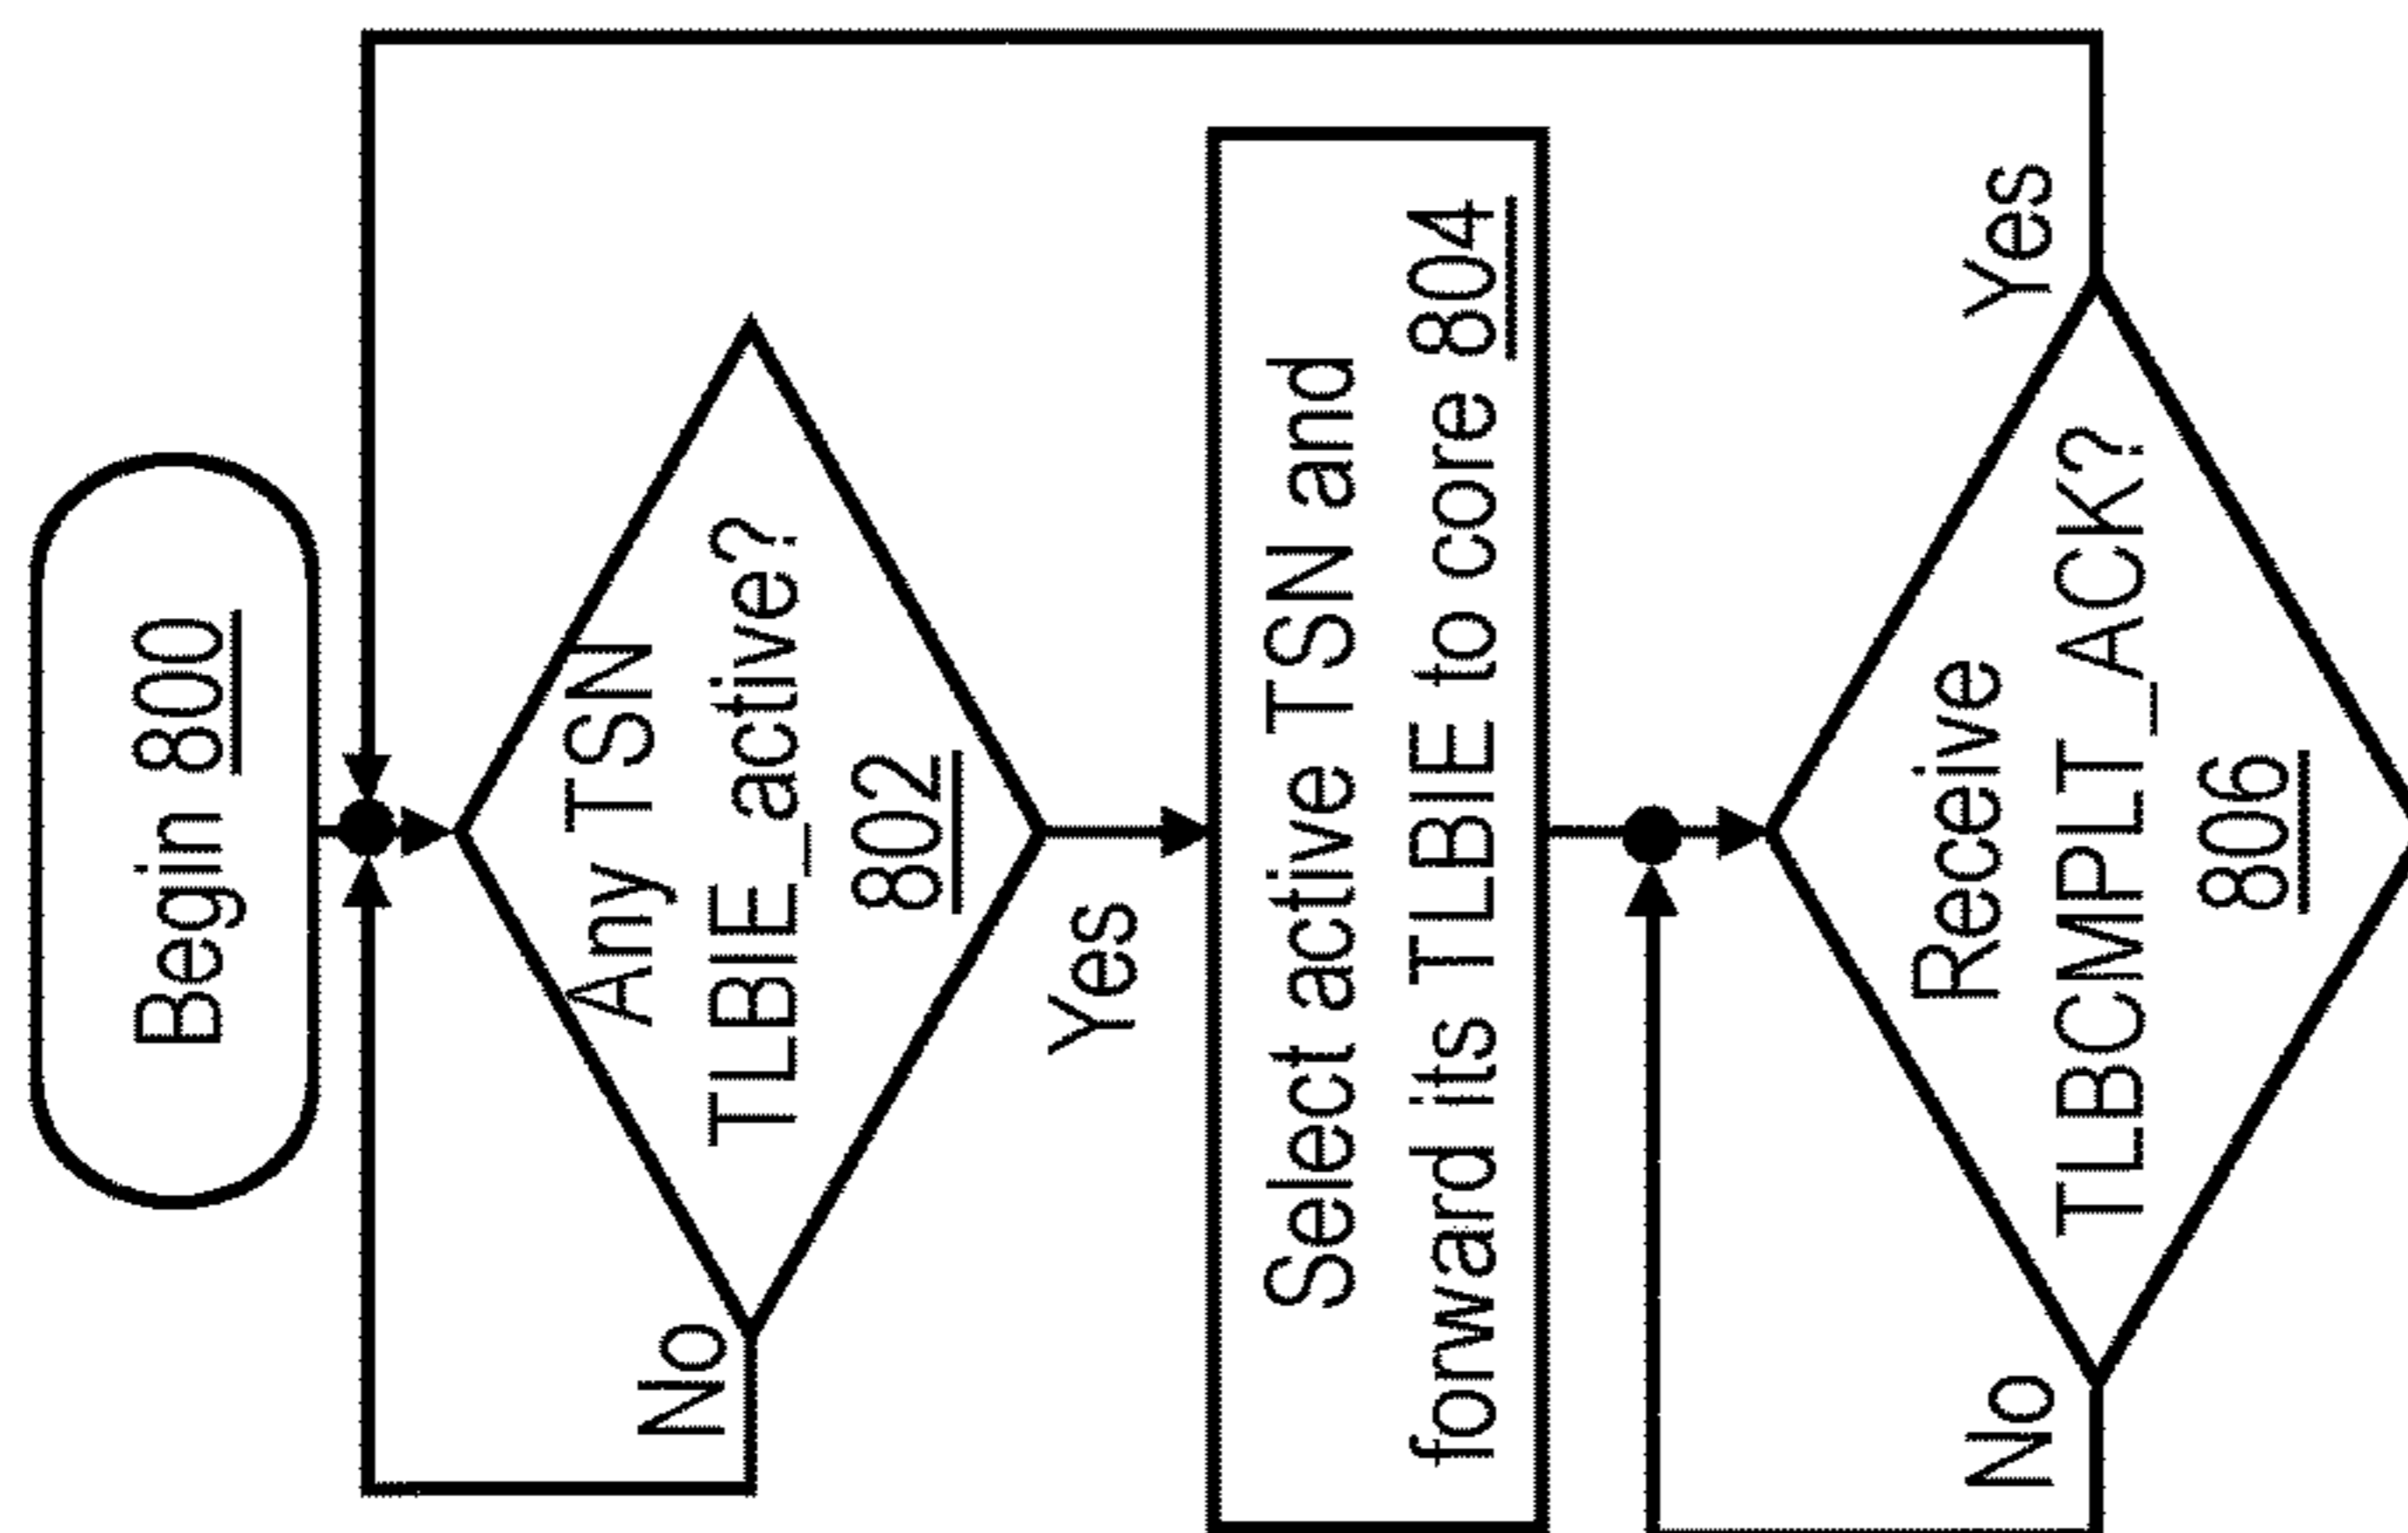 Begin 800
Any TSN
TLBIE_active?
802
No
Yes
Select active TSN and
forward its TLBIE to core 804
Receive
TLBCMPLT_ACK?
806
No
Yes